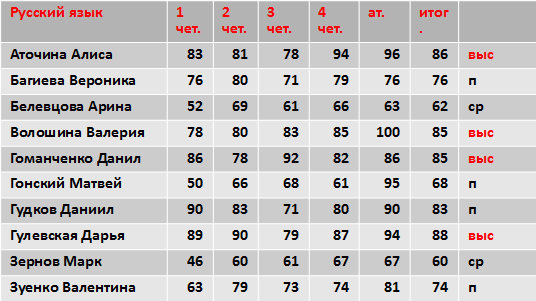 Русский язык 1 чет. 2 чет. 3 чет. 4 чет. ат. итог.
Аточина Алиса 83 81 78 94 96 86 выс
Багиева Вероника 76 80 71 79 76 76 п
Белевцова Арина 52 69 61 66 63 62 ср
Волошина Валерия 78 80 83 85 100 85 выс
Гоманченко Данил 86 78 92 82 86 85 выс
Гонский Матвей 50 66 68 61 95 68 п
Гудков Даниил 90 83 71 80 90 83 п
Гулевская Дарья 89 90 79 87 94 88 выс
Зернов Марк 46 60 61 67 67 60 ср
Зуенко Валентина 63 79 73 74 81 74 п